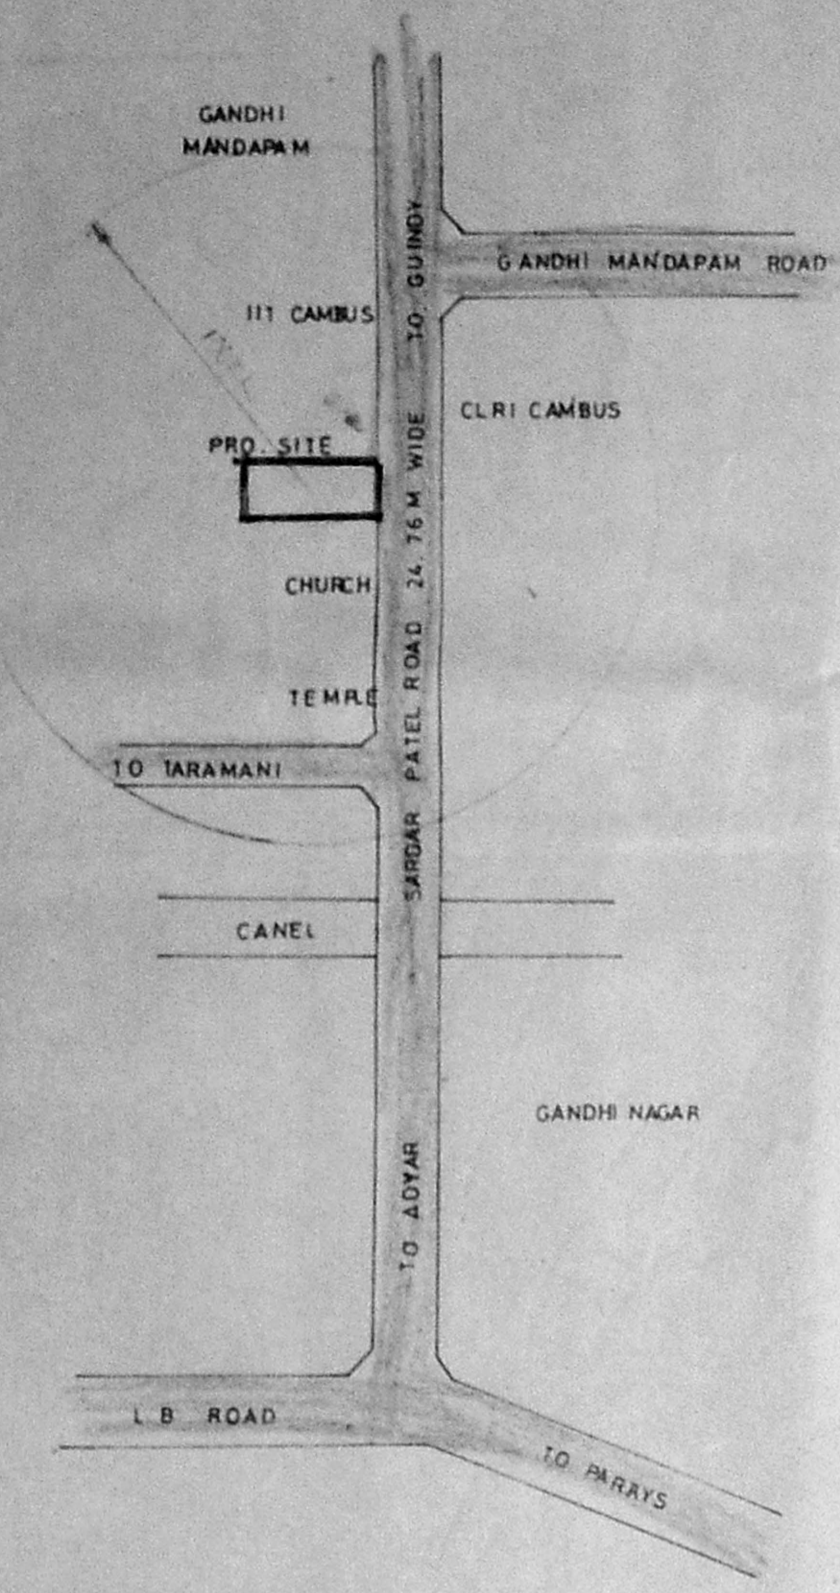 GANDHI
MANDAPAM
TO GUINDY
GANDHI MANDAPAM ROAD
IIT CAMBUS
CLRI CAMBUS
PRO. SITE
SARDAR PATEL ROAD 24.76 M WIDE
CHURCH
TEMPLE
TO TARAMANI
CANEL
GANDHI NAGAR
TO ADYAR
L B ROAD
TO PARAYS